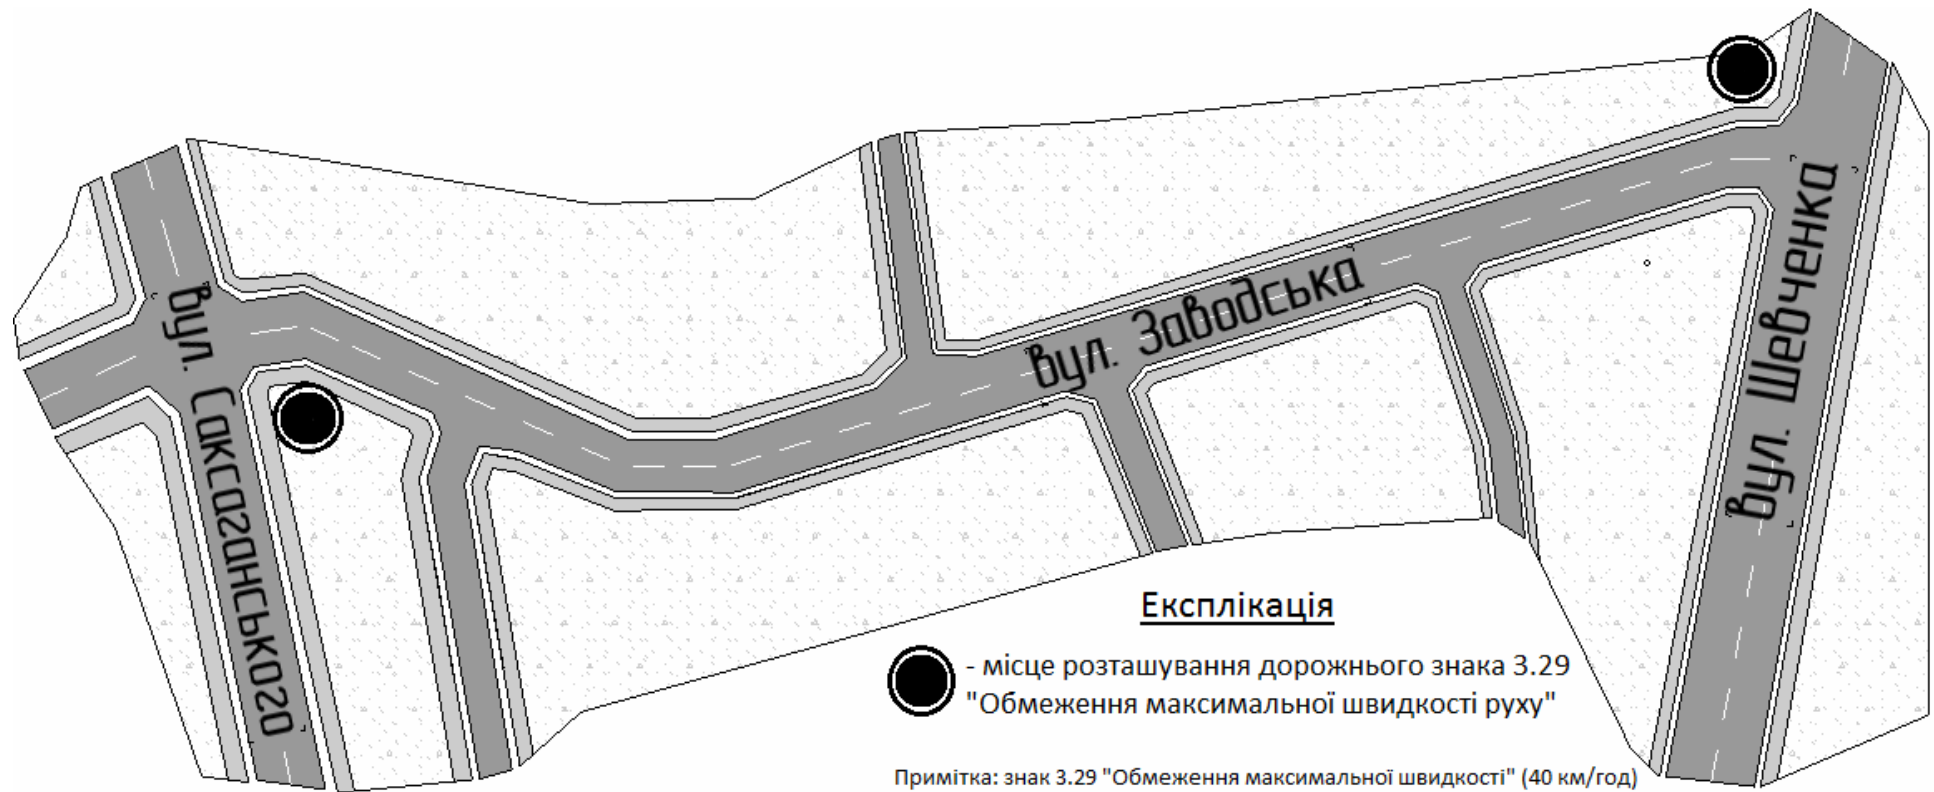 вул. Саксаганського
вул. Заводська
вул. Шевченка
Експлікація
- місце розташування дорожнього знака 3.29
"Обмеження максимальної швидкості руху"
Примітка: знак 3.29 "Обмеження максимальної швидкості" (40 км/год)